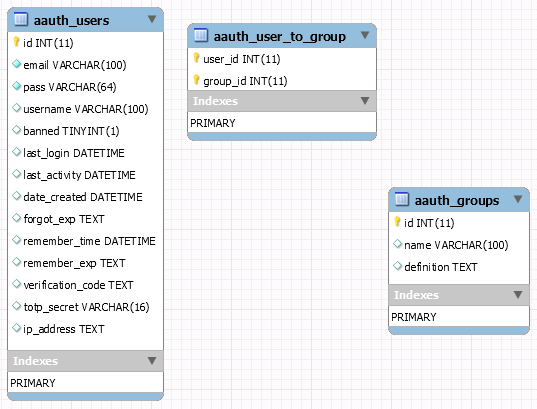 aauth_users
id INT(11)
email VARCHAR(100)
pass VARCHAR(64)
username VARCHAR(100)
banned TINYINT(1)
last_login DATETIME
last_activity DATETIME
date_created DATETIME
forgot_exp TEXT
remember_time DATETIME
remember_exp TEXT
verification_code TEXT
totp_secret VARCHAR(16)
ip_address TEXT
Indexes
PRIMARY
aauth_user_to_group
user_id INT(11)
group_id INT(11)
Indexes
PRIMARY
aauth_groups
id INT(11)
name VARCHAR(100)
definition TEXT
Indexes
PRIMARY